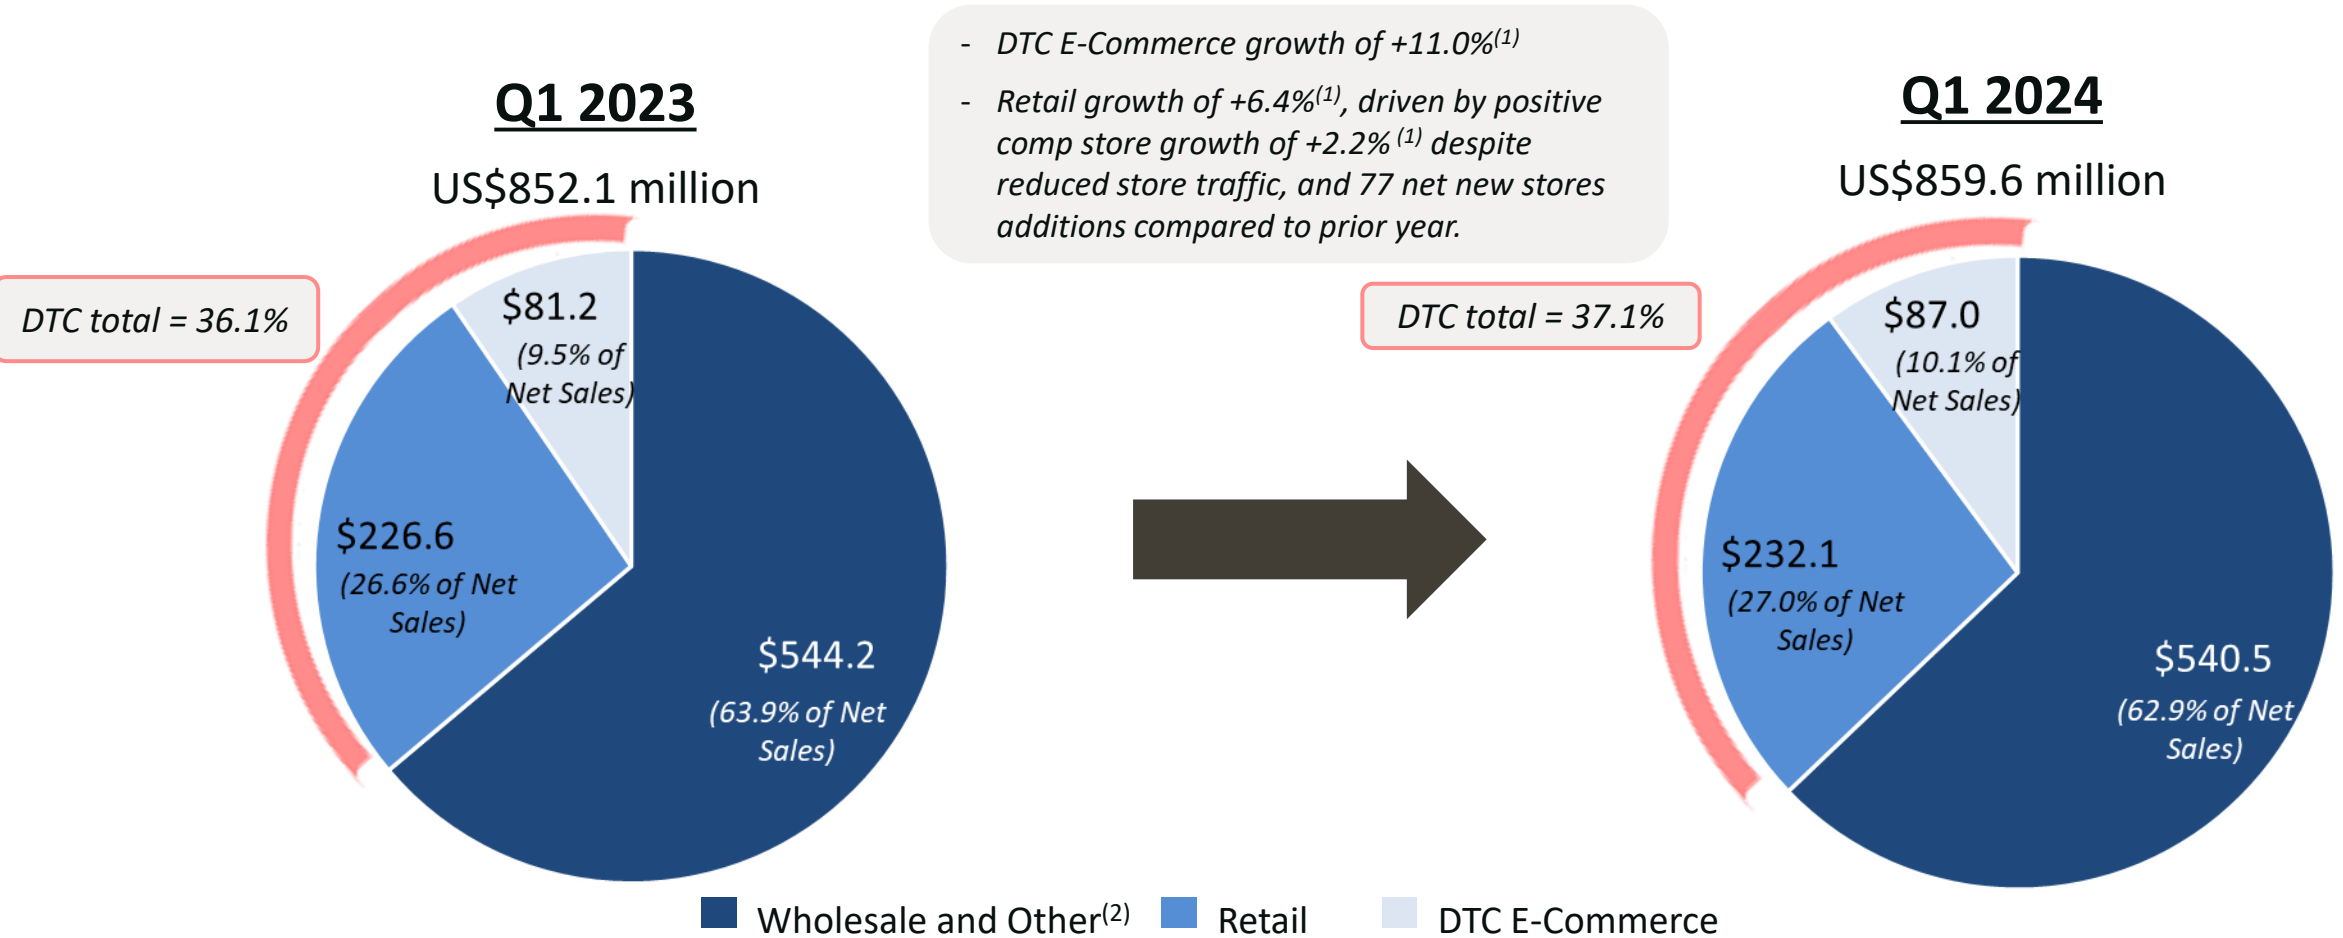 - DTC E-Commerce growth of +11.0%(1)
- Retail growth of +6.4%(1), driven by positive
comp store growth of +2.2% (1) despite
reduced store traffic, and 77 net new stores
additions compared to prior year.
Q1 2023
US$852.1 million
DTC total = 36.1%
$81.2
(9.5% of
Net Sales)
$226.6
(26.6% of Net
Sales)
$544.2
(63.9% of Net
Sales)
Q1 2024
US$859.6 million
DTC total = 37.1%
$87.0
(10.1% of
Net Sales)
$232.1
(27.0% of Net
Sales)
$540.5
(62.9% of Net
Sales)
Wholesale and Other(2)
Retail
DTC E-Commerce